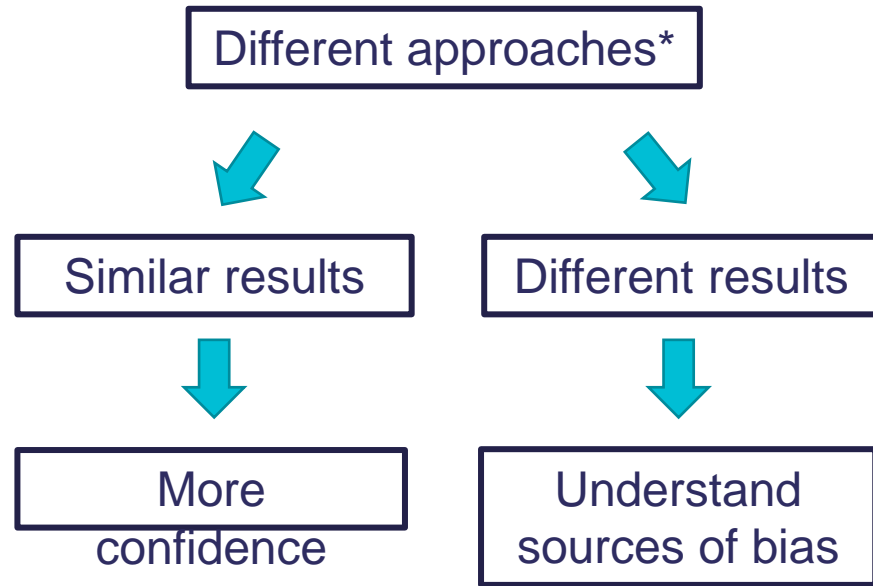 Different approaches*
Similar results
Different results
More
confidence
Understand
sources of bias